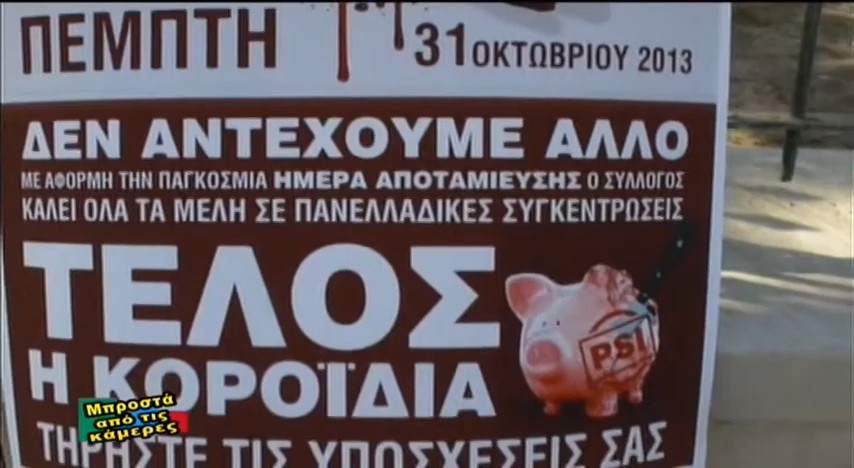 ΠΕΜΠΤΗ 31 ΟΚΤΩΒΡΙΟΥ 2013
ΔΕΝ ΑΝΤΕΧΟΥΜΕ ΑΛΛΟ
ΜΕ ΑΦΟΡΜΗ ΤΗΝ ΠΑΓΚΟΣΜΙΑ ΗΜΕΡΑ ΑΠΟΤΑΜΙΕΥΣΗΣ Ο ΣΥΛΛΟΓΟΣ
ΚΑΛΕΙ ΟΛΑ ΤΑ ΜΕΛΗ ΣΕ ΠΑΝΕΛΛΑΔΙΚΕΣ ΣΥΓΚΕΝΤΡΩΣΕΙΣ
ΤΕΛΟΣ
Η ΚΟΡΟΪΔΙΑ
PSI
ΤΗΡΗΣΤΕ ΤΙΣ ΥΠΟΣΧΕΣΕΙΣ ΣΑΣ
Μπροστά
από τις
κάμερες